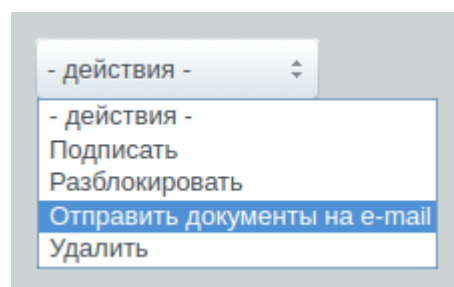 - действия -
- действия -
Подписать
Разблокировать
Отправить документы на e-mail
Удалить